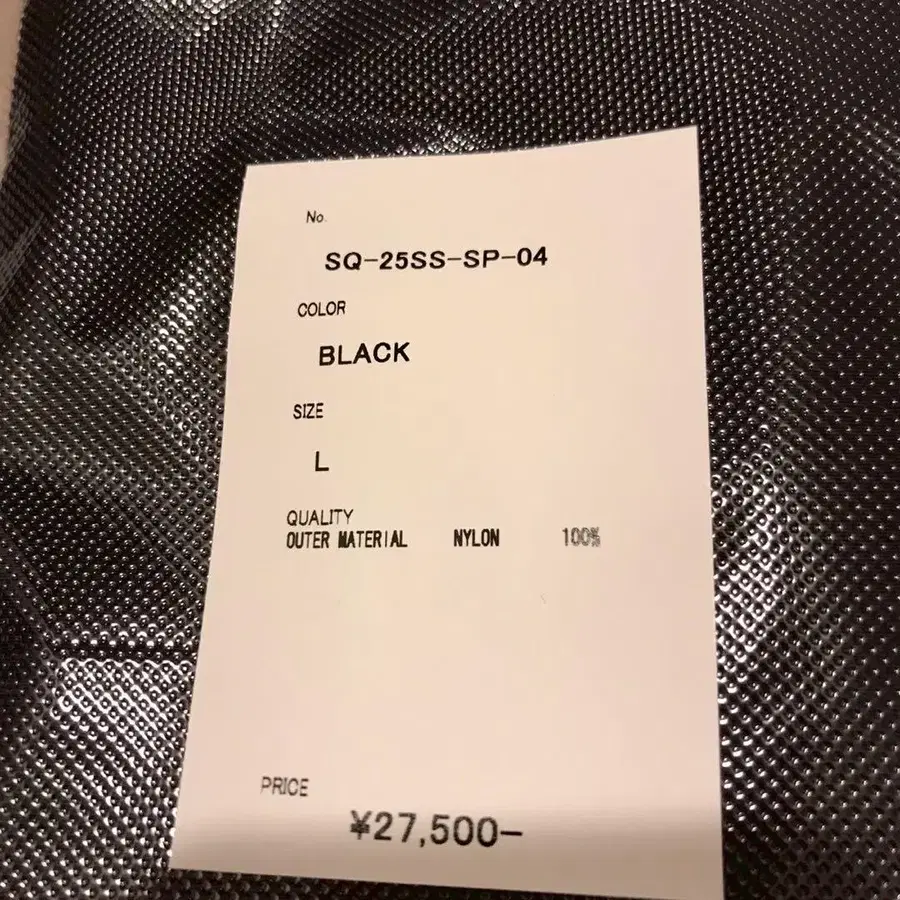 No.
SQ-25SS-SP-04
COLOR
BLACK
SIZE
L
QUALITY
OUTER MATERIAL NYLON 100%
PRICE
¥27,500-